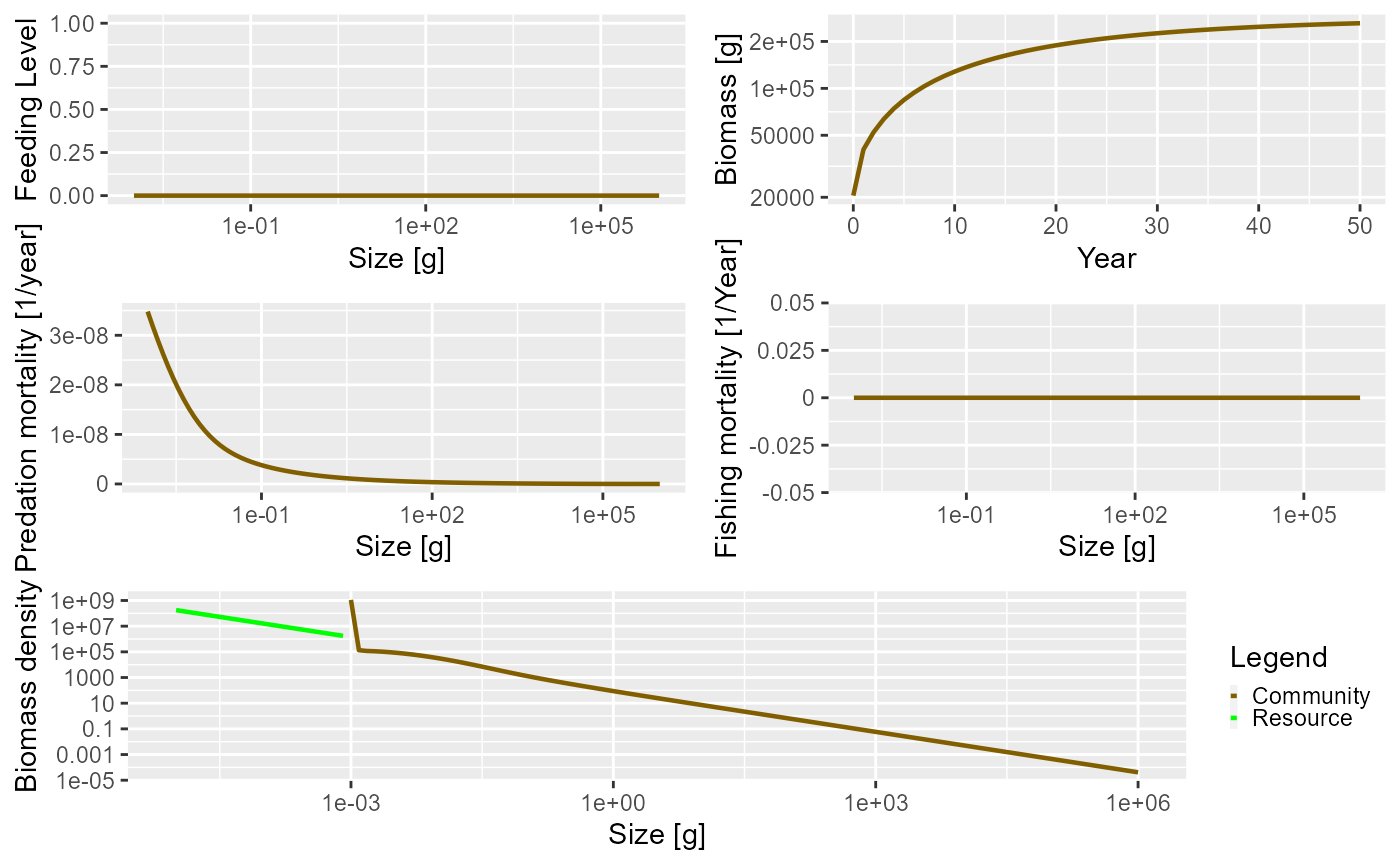 Feeding Level
1.00
0.75
0.50
0.25
0.00
1e-01 1e+02 1e+05
Size [g]
Biomass [g]
2e+05
1e+05
50000
20000
0 10 20 30 40 50
Year
Predation mortality [1/year]
3e-08
2e-08
1e-08
0
1e-01 1e+02 1e+05
Size [g]
Fishing mortality [1/Year]
0.05
0.025
0
-0.025
-0.05
1e-01 1e+02 1e+05
Size [g]
Biomass density
1e+09
1e+07
1e+05
1000
10
0.1
0.001
1e-05
1e-03 1e+00 1e+03 1e+06
Size [g]
Legend
Community
Resource